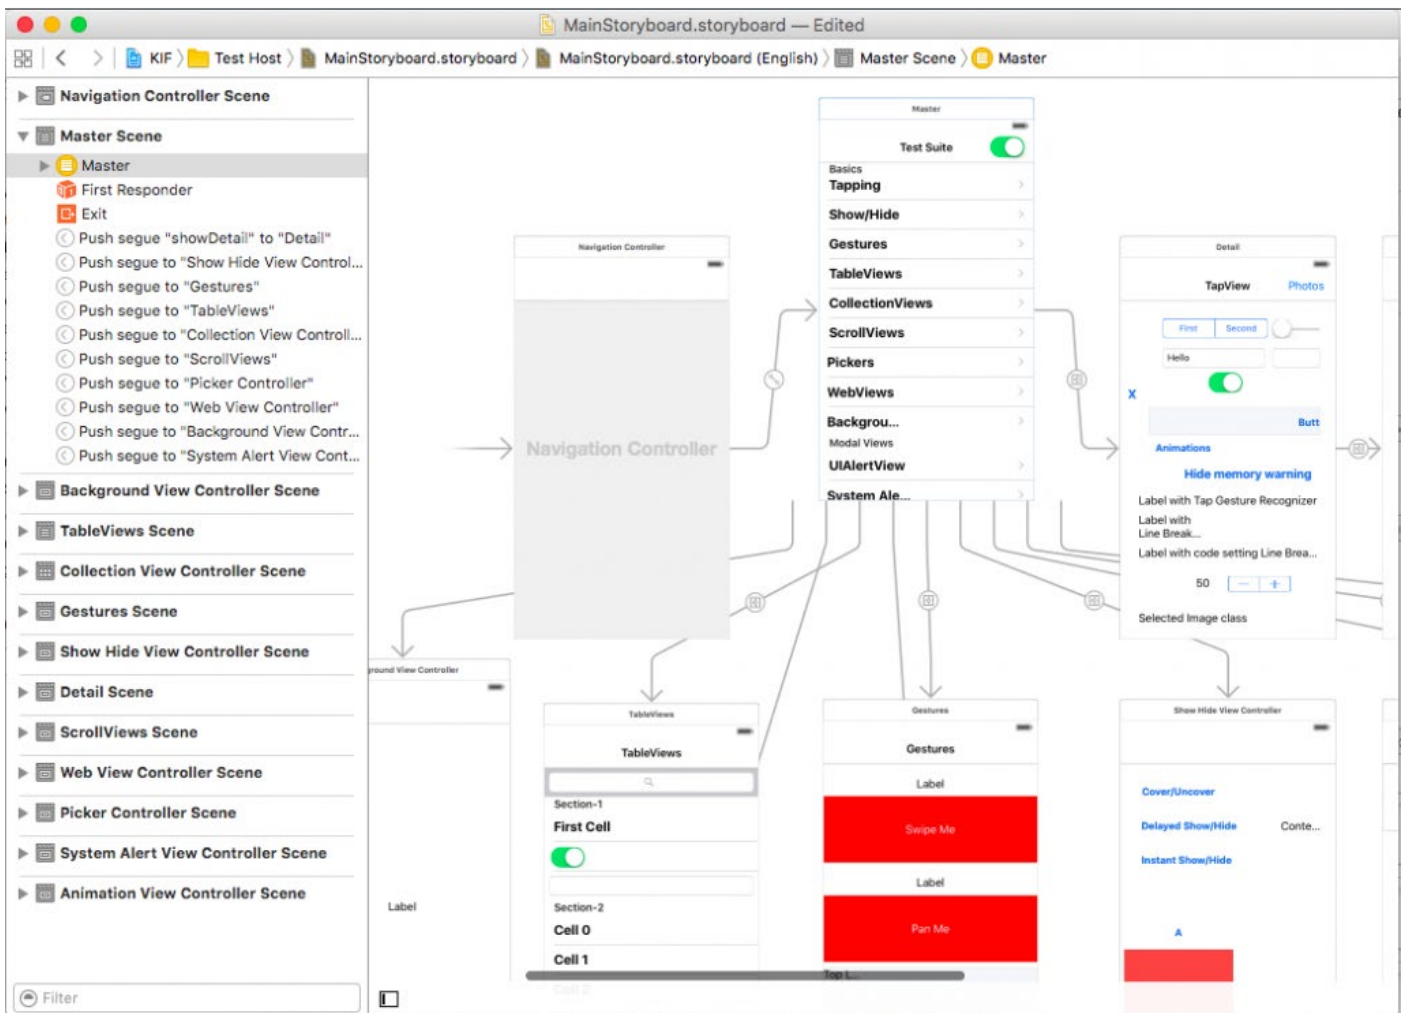 MainStoryboard.storyboard — Edited
KIF
Test Host
MainStoryboard.storyboard
MainStoryboard.storyboard (English)
Master Scene
Master
Navigation Controller Scene
Master Scene
Master
First Responder
Exit
Push segue "showDetail" to "Detail"
Push segue to "Show Hide View Control...
Push segue to "Gestures"
Push segue to "TableViews"
Push segue to "Collection View Controll...
Push segue to "ScrollViews"
Push segue to "Picker Controller"
Push segue to "Web View Controller"
Push segue to "Background View Contr...
Push segue to "System Alert View Cont...
Background View Controller Scene
TableViews Scene
Collection View Controller Scene
Gestures Scene
Show Hide View Controller Scene
Detail Scene
ScrollViews Scene
Web View Controller Scene
Picker Controller Scene
System Alert View Controller Scene
Animation View Controller Scene
Filter
Navigation Controller
Navigation Controller
Master
Test Suite
Basics
Tapping
Show/Hide
Gestures
TableViews
CollectionViews
ScrollViews
Pickers
WebViews
Backgrou...
Modal Views
UIAlertView
System Ale...
Detail
TapView
Photos
First
Second
Hello
X
Butt
Animations
Hide memory warning
Label with Tap Gesture Recognizer
Label with
Line Break...
Label with code setting Line Brea...
50
Selected Image class
ground View Controller
Label
TableViews
TableViews
Section-1
First Cell
Section-2
Cell 0
Cell 1
Cell 2
Gestures
Gestures
Label
Swipe Me
Label
Pan Me
Top L...
Show Hide View Controller
Cover/Uncover
Delayed Show/Hide
Conte...
Instant Show/Hide
A